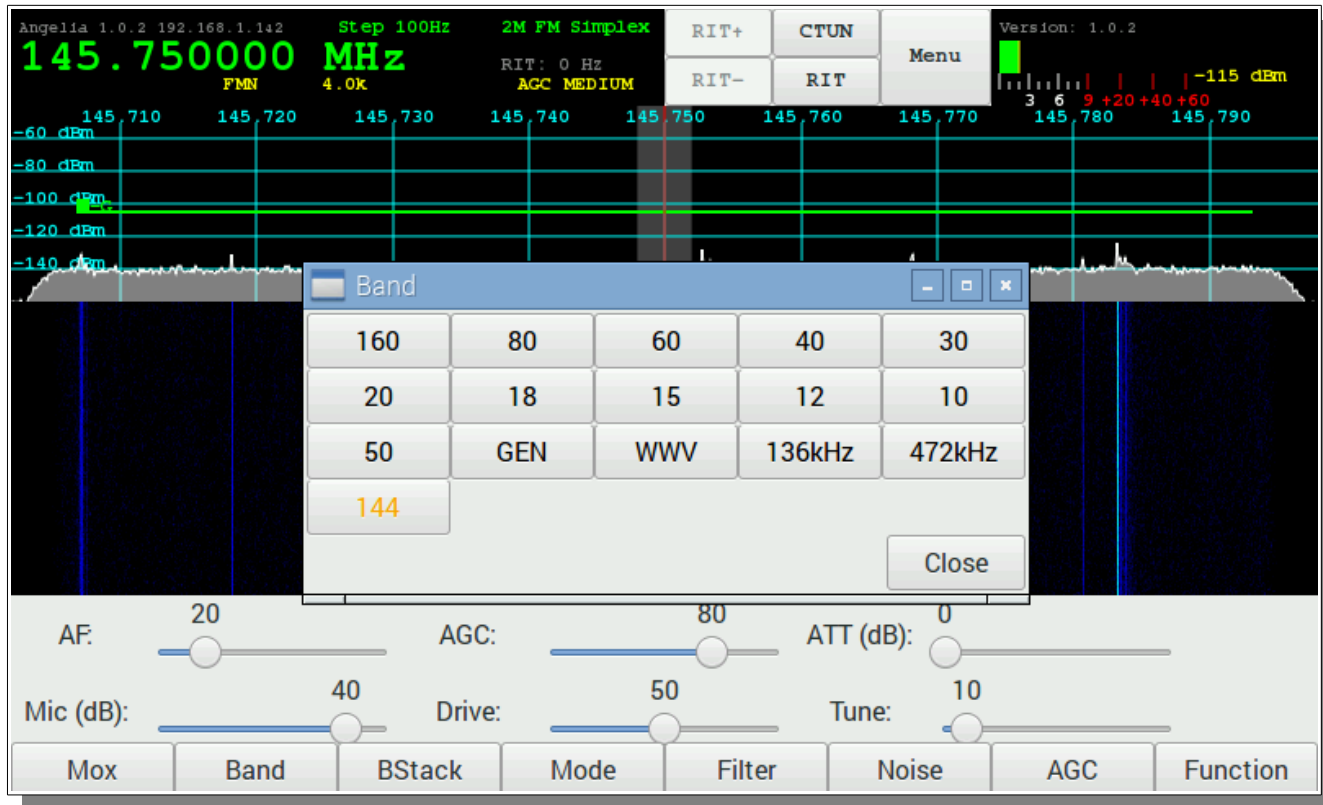 Angelia 1.0.2 192.168.1.142 Step 100Hz 2M FM Simplex RIT+ CTUN Menu Version: 1.0.2
145.750000 MHz RIT: 0 Hz
FMN 4.0k AGC MEDIUM RIT- RIT -115 dBm
3 6 9 +20 +40 +60
145,710 145,720 145,730 145,740 145,750 145,760 145,770 145,780 145,790
-60 dBm
-80 dBm
-100 dBm
-G
-120 dBm
-140 dBm
Band
160 80 60 40 30
20 18 15 12 10
50 GEN WWV 136kHz 472kHz
144
Close
AF: 20 AGC: 80 ATT (dB): 0
Mic (dB): 40 Drive: 50 Tune: 10
Mox Band BStack Mode Filter Noise AGC Function